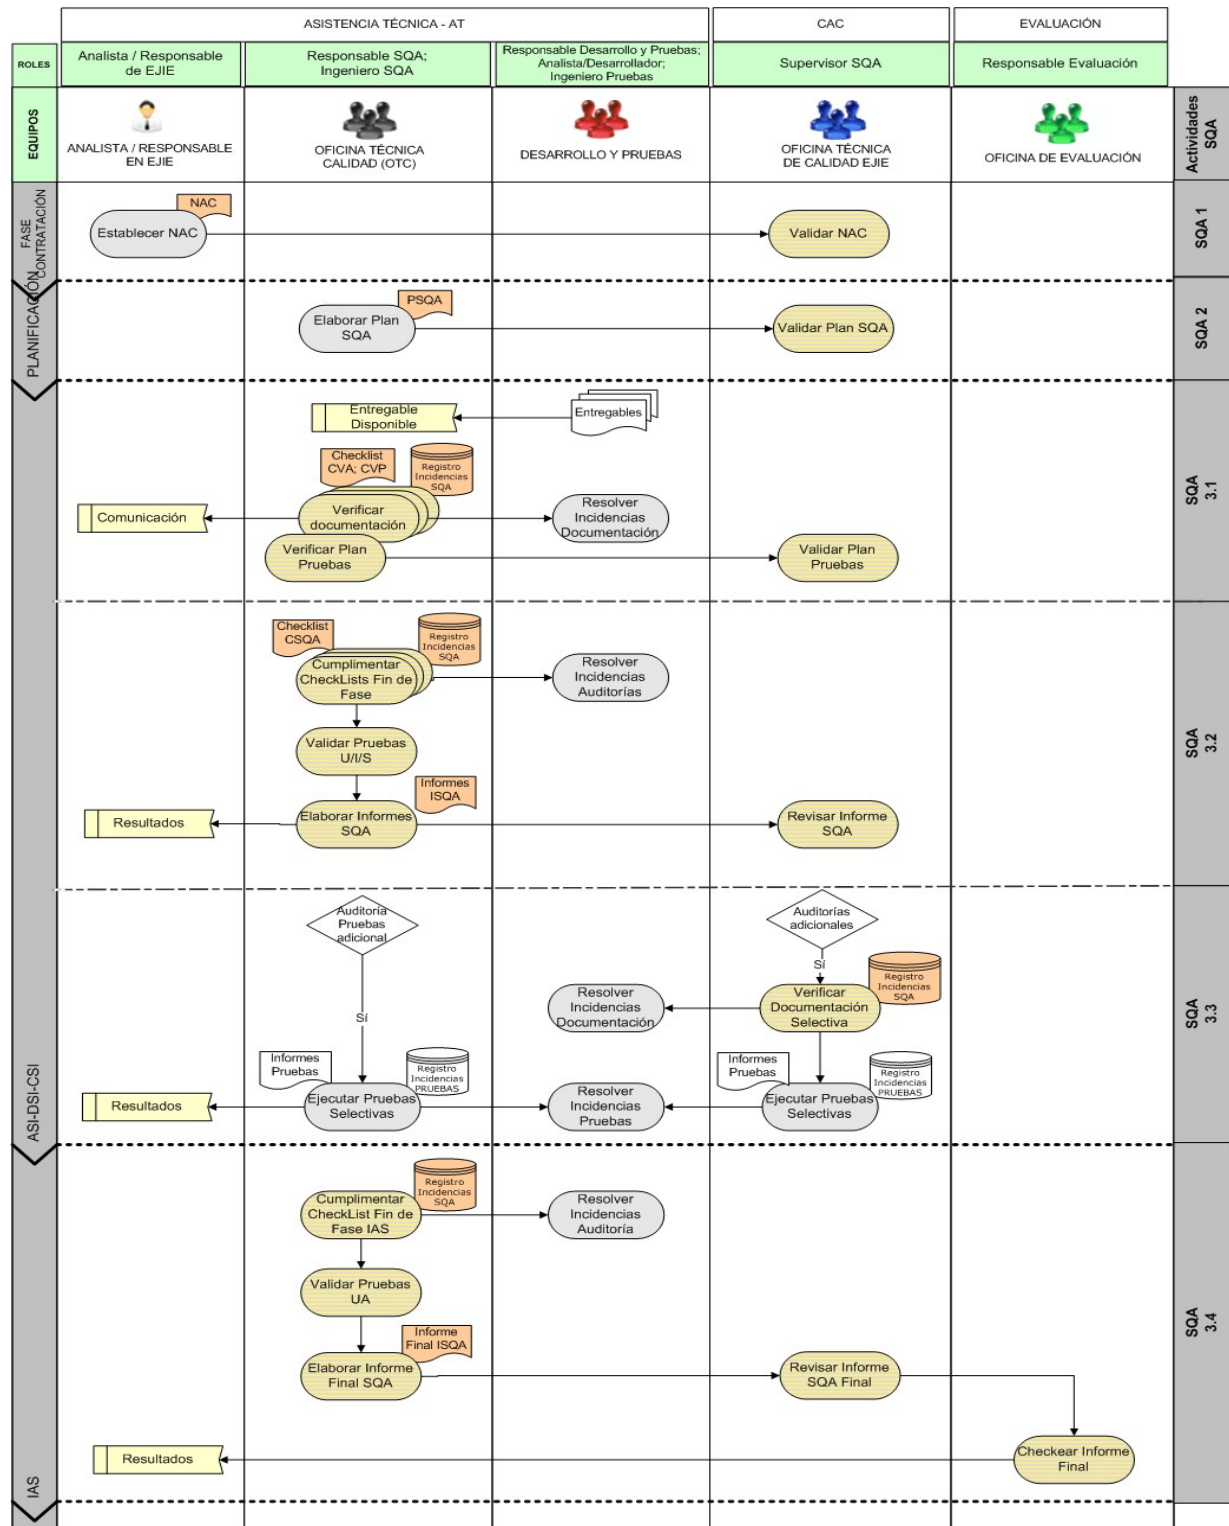 ASISTENCIA TÉCNICA - AT
CAC
EVALUACIÓN
ROLES
Analista / Responsable
de EJIE
Responsable SQA;
Ingeniero SQA
Responsable Desarrollo y Pruebas;
Analista/Desarrollador;
Ingeniero Pruebas
Supervisor SQA
Responsable Evaluación
EQUIPOS
ANALISTA / RESPONSABLE
EN EJIE
OFICINA TÉCNICA
CALIDAD (OTC)
DESARROLLO Y PRUEBAS
OFICINA TÉCNICA
DE CALIDAD EJIE
OFICINA DE EVALUACIÓN
Actividades
SQA
FASE
CONTRATACIÓN
NAC
Establecer NAC
Validar NAC
SQA 1
PLANIFICACIÓN
PSQA
Elaborar Plan
SQA
Validar Plan SQA
SQA 2
Entregable
Disponible
Entregables
Checklist
CVA; CVP
Registro
Incidencias
SQA
Comunicación
Verificar
documentación
Resolver
Incidencias
Documentación
Verificar Plan
Pruebas
Validar Plan
Pruebas
SQA
3.1
Checklist
CSQA
Registro
Incidencias
SQA
Cumplimentar
CheckLists Fin de
Fase
Resolver
Incidencias
Auditorías
Validar Pruebas
U/I/S
Informes
ISQA
Resultados
Elaborar Informes
SQA
Revisar Informe
SQA
SQA
3.2
ASI-DSI-CSI
Auditoría
Pruebas
adicional
Auditorías
adicionales
Sí
Sí
Registro
Incidencias
SQA
Resolver
Incidencias
Documentación
Verificar
Documentación
Selectiva
Informes
Pruebas
Registro
Incidencias
PRUEBAS
Informes
Pruebas
Registro
Incidencias
PRUEBAS
Resultados
Ejecutar Pruebas
Selectivas
Resolver
Incidencias
Pruebas
Ejecutar Pruebas
Selectivas
SQA
3.3
Registro
Incidencias
SQA
Cumplimentar
CheckList Fin de
Fase IAS
Resolver
Incidencias
Auditoría
Validar Pruebas
UA
Informe
Final ISQA
Elaborar Informe
Final SQA
Revisar Informe
SQA Final
SQA
3.4
Resultados
Checkear Informe
Final
IAS